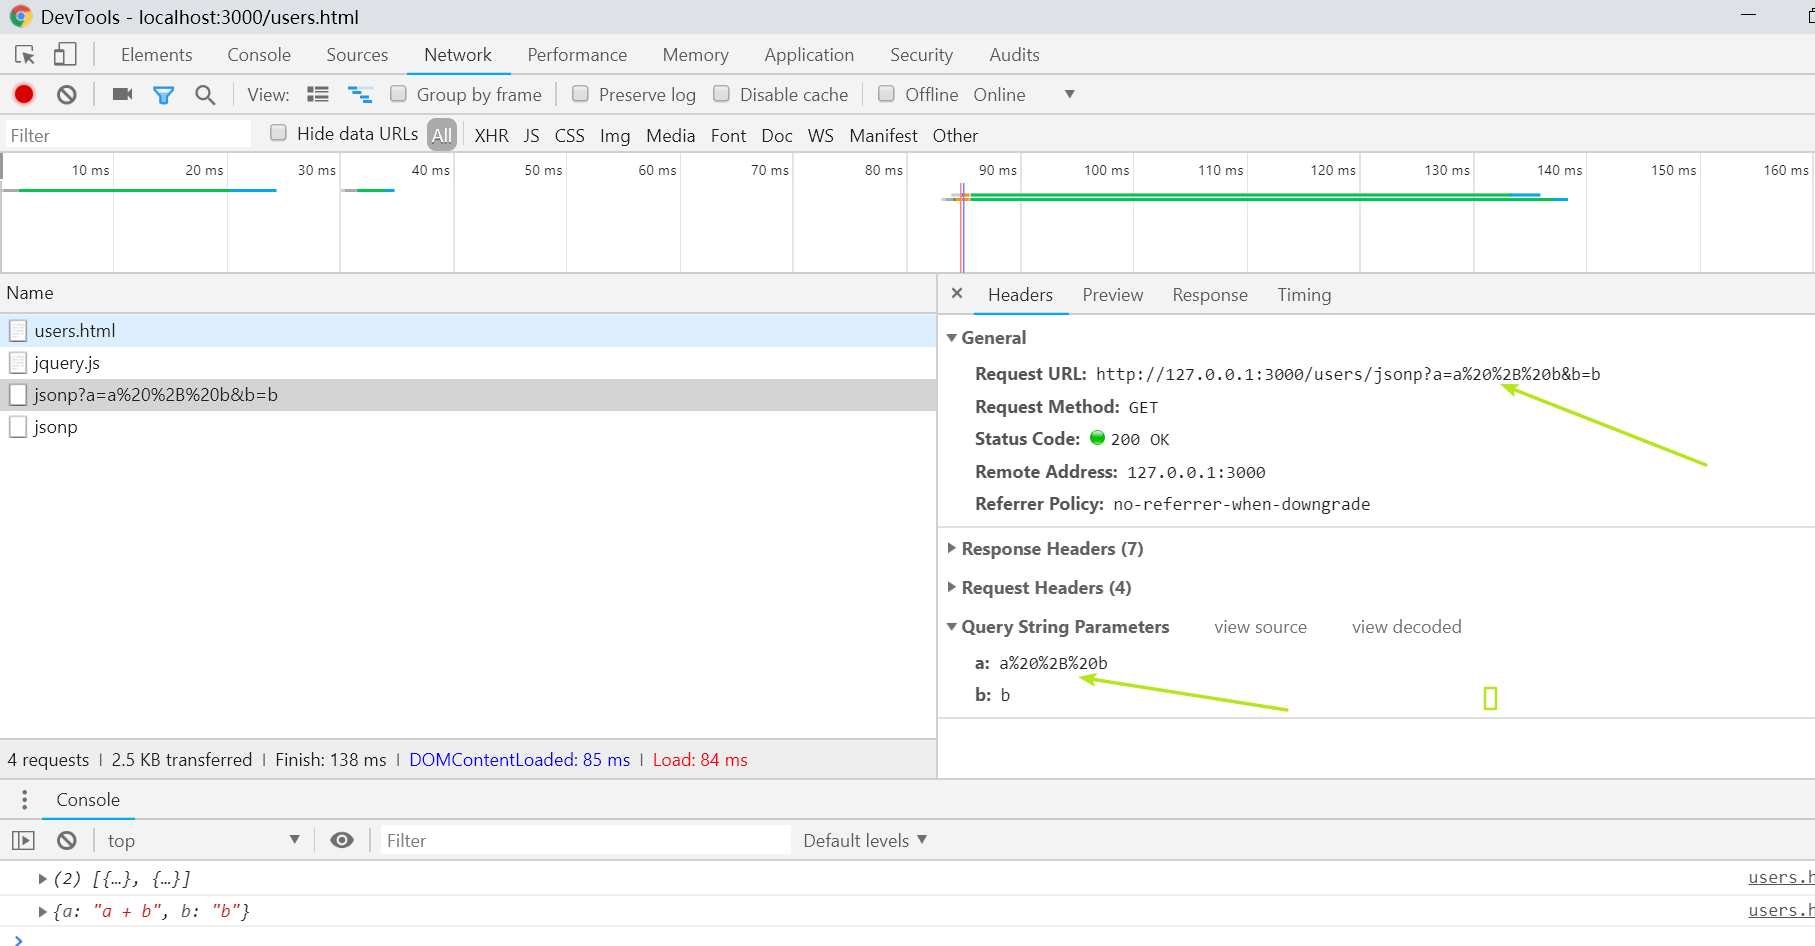 DevTools - localhost:3000/users.html
Elements Console Sources Network Performance Memory Application Security Audits
View: Group by frame Preserve log Disable cache Offline Online
Filter Hide data URLs All XHR JS CSS Img Media Font Doc WS Manifest Other
10 ms 20 ms 30 ms 40 ms 50 ms 60 ms 70 ms 80 ms 90 ms 100 ms 110 ms 120 ms 130 ms 140 ms 150 ms 160 ms
Name
users.html
jquery.js
jsonp?a=a%20%2B%20b&b=b
jsonp
4 requests | 2.5 KB transferred | Finish: 138 ms | DOMContentLoaded: 85 ms | Load: 84 ms
Headers Preview Response Timing
General
Request URL: http://127.0.0.1:3000/users/jsonp?a=a%20%2B%20b&b=b
Request Method: GET
Status Code: 200 OK
Remote Address: 127.0.0.1:3000
Referrer Policy: no-referrer-when-downgrade
Response Headers (7)
Request Headers (4)
Query String Parameters view source view decoded
a: a%20%2B%20b
b: b
Console
top Filter Default levels
(2) [{…}, {…}] users.h
{a: "a + b", b: "b"} users.h